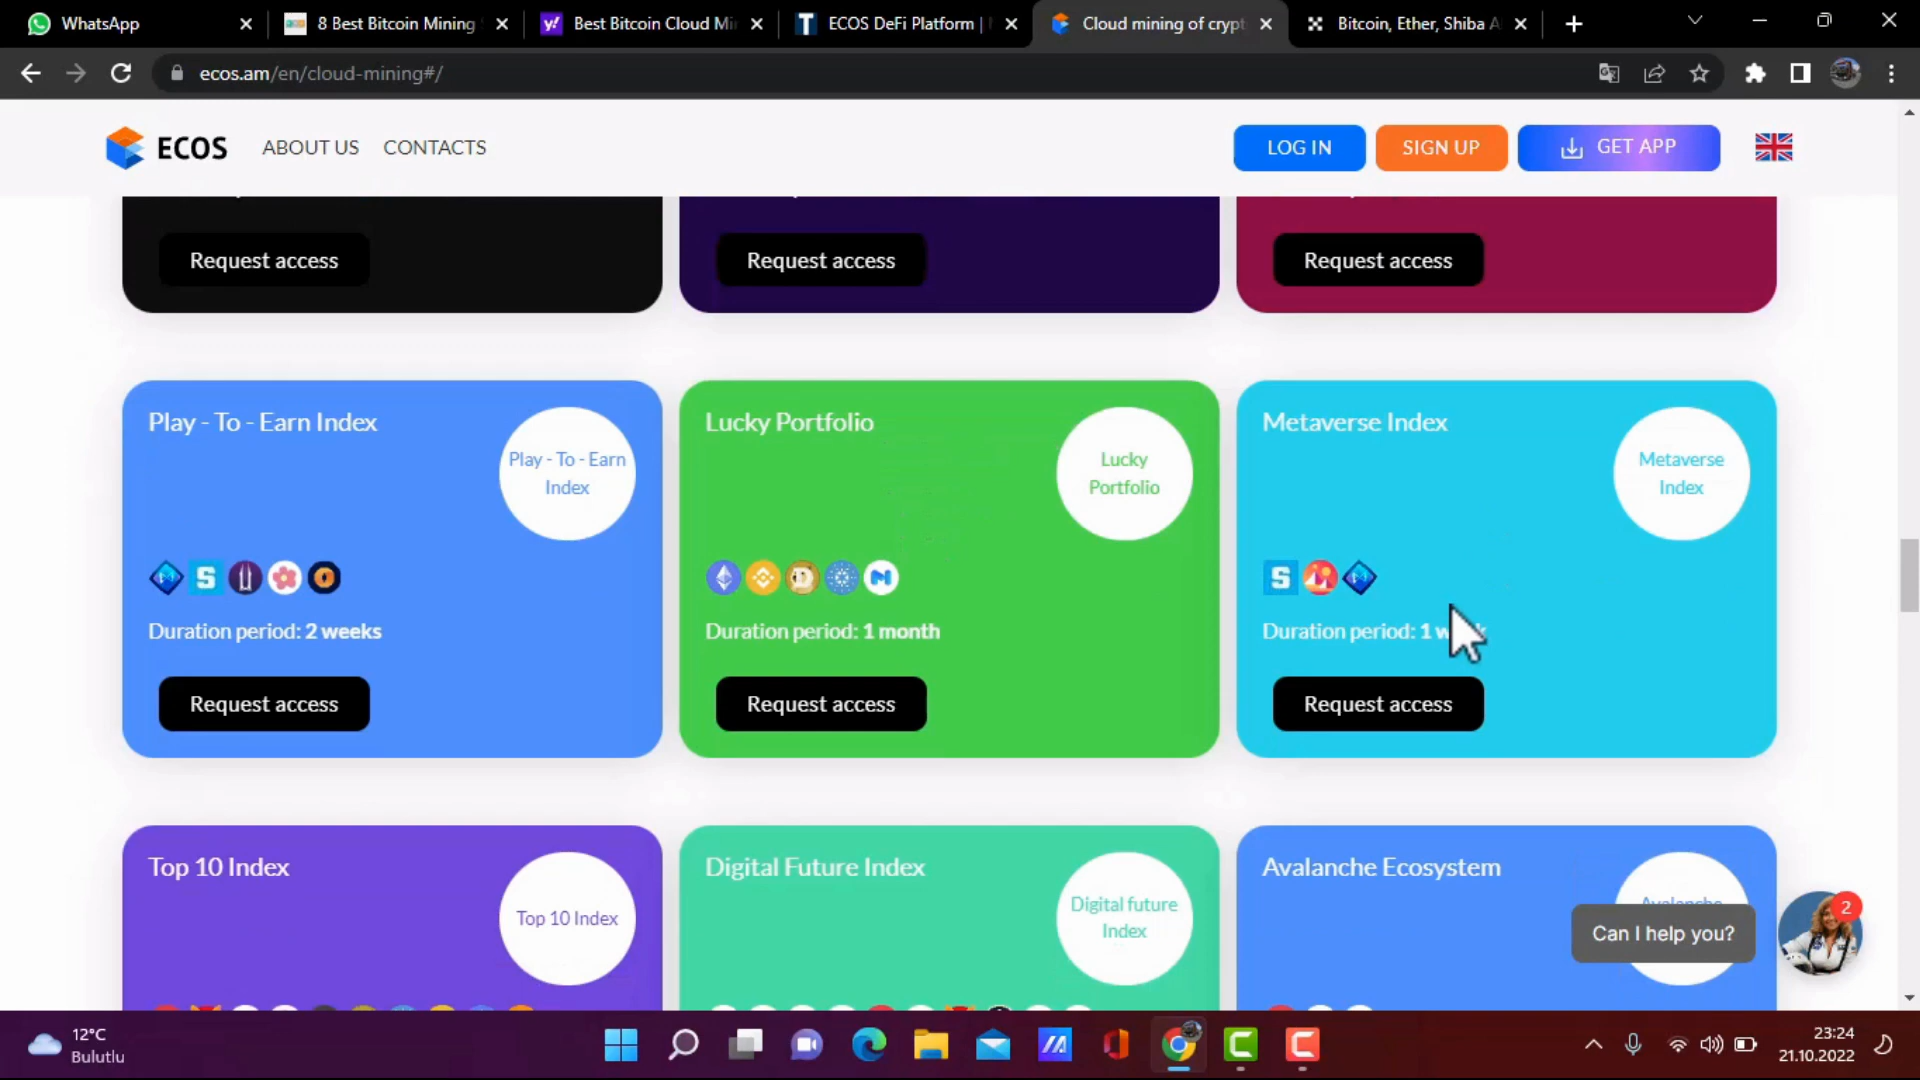 WhatsApp
8 Best Bitcoin Mining
Best Bitcoin Cloud Mi
ECOS DeFi Platform |
Cloud mining of crypt
Bitcoin, Ether, Shiba A
ecos.am/en/cloud-mining#/
ECOS
ABOUT US
CONTACTS
LOG IN
SIGN UP
GET APP
Request access
Request access
Request access
Play - To - Earn Index
Play - To - Earn
Index
Duration period: 2 weeks
Request access
Lucky Portfolio
Lucky
Portfolio
Duration period: 1 month
Request access
Metaverse Index
Metaverse
Index
Duration period: 1
Request access
Top 10 Index
Top 10 Index
Digital Future Index
Digital future
Index
Avalanche Ecosystem
Can I help you?
2
12°C
Bulutlu
23:24
21.10.2022